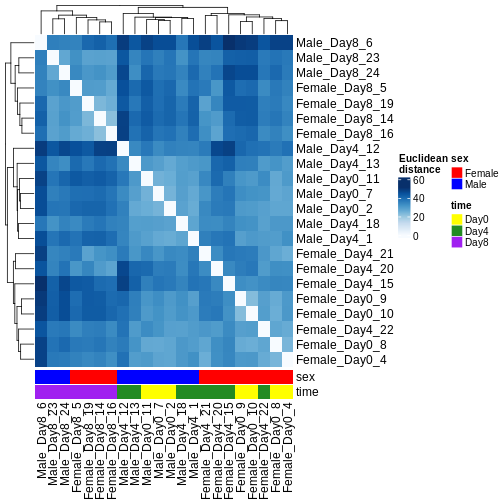 Male_Day8_6
Male_Day8_23
Male_Day8_24
Female_Day8_5
Female_Day8_19
Female_Day8_14
Female_Day8_16
Male_Day4_12
Male_Day4_13
Male_Day0_11
Male_Day0_7
Male_Day0_2
Male_Day4_18
Male_Day4_1
Female_Day4_21
Female_Day4_20
Female_Day4_15
Female_Day0_9
Female_Day0_10
Female_Day4_22
Female_Day0_8
Female_Day0_4
sex
time
Male_Day8_6
Male_Day8_23
Male_Day8_24
Female_Day8_5
Female_Day8_19
Female_Day8_14
Female_Day8_16
Male_Day4_12
Male_Day4_13
Male_Day0_11
Male_Day0_7
Male_Day0_2
Male_Day4_18
Male_Day4_1
Female_Day4_21
Female_Day4_20
Female_Day4_15
Female_Day0_9
Female_Day0_10
Female_Day4_22
Female_Day0_8
Female_Day0_4
Euclidean
distance
60
40
20
0
sex
Female
Male
time
Day0
Day4
Day8